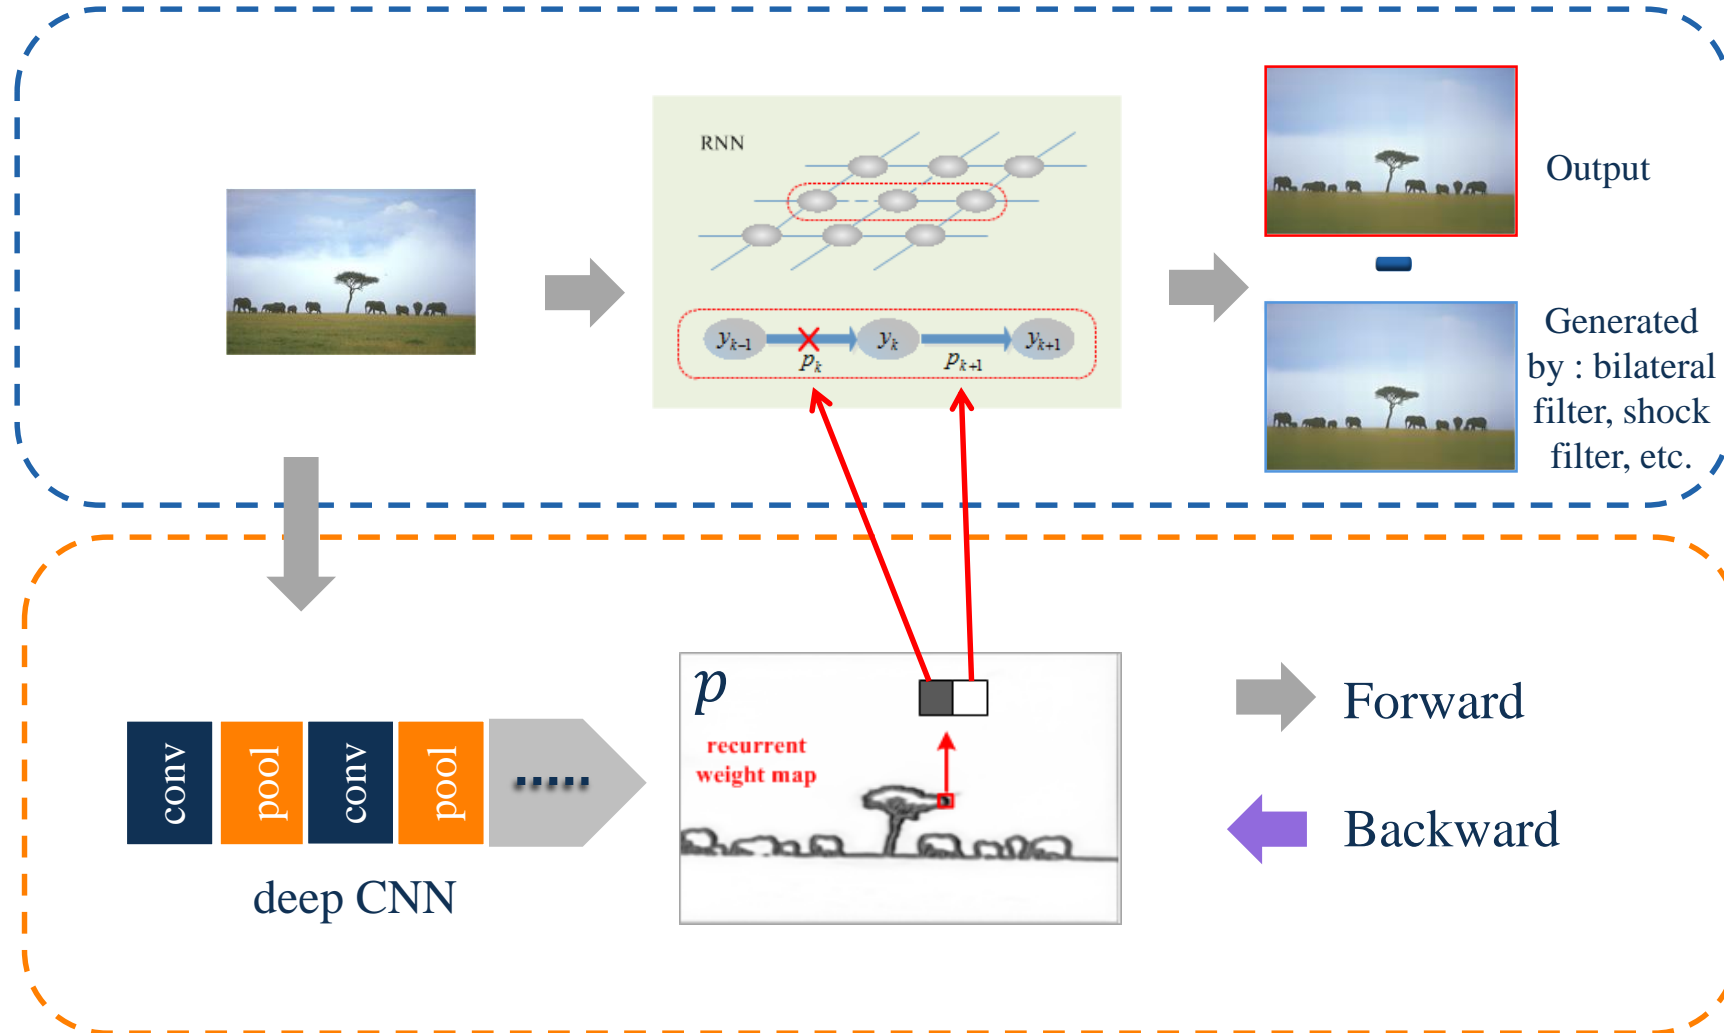 RNN
y_{k-1}
y_k
y_{k+1}
p_k
p_{k+1}
Output
Generated
by : bilateral
filter, shock
filter, etc.
conv
pool
conv
pool
.....
deep CNN
p
recurrent
weight map
Forward
Backward